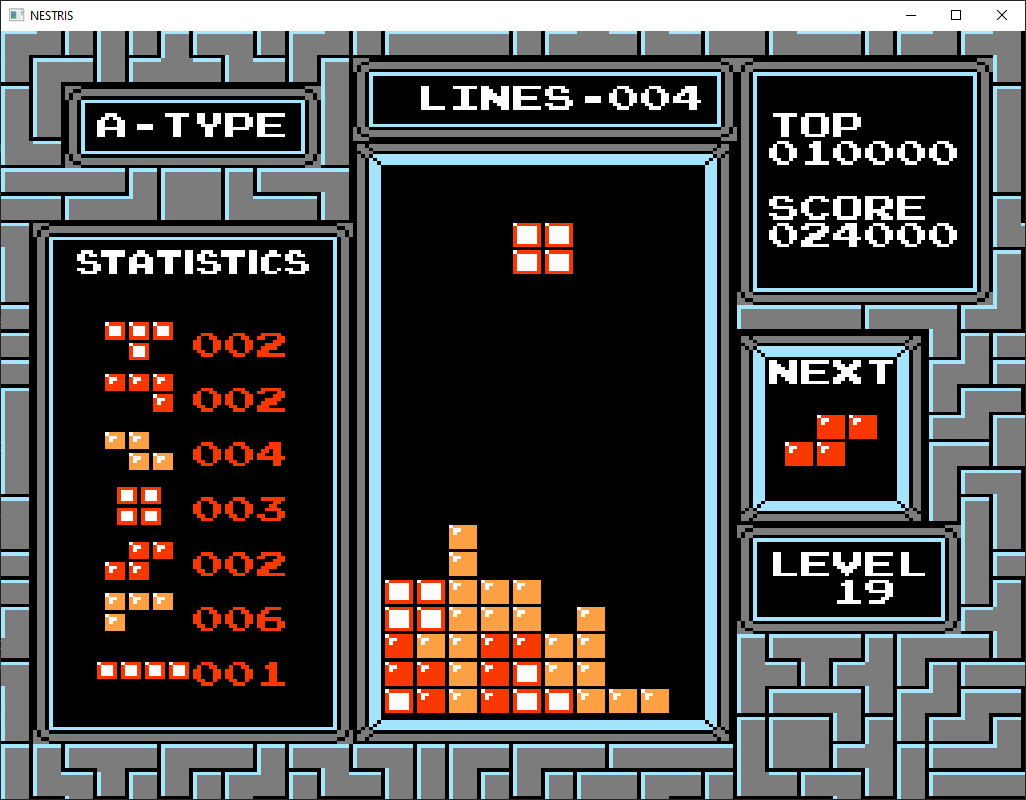 NESTRIS
LINES-004
A-TYPE
TOP
010000
SCORE
024000
STATISTICS
002
002
004
003
002
006
001
NEXT
LEVEL
19